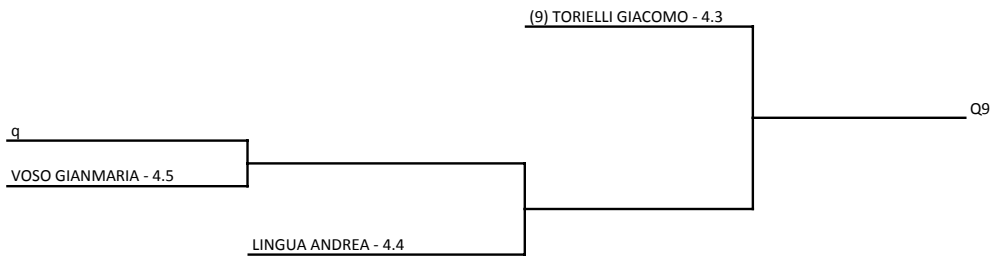 (9) TORIELLI GIACOMO - 4.3
Q9
q
VOSO GIANMARIA - 4.5
LINGUA ANDREA - 4.4